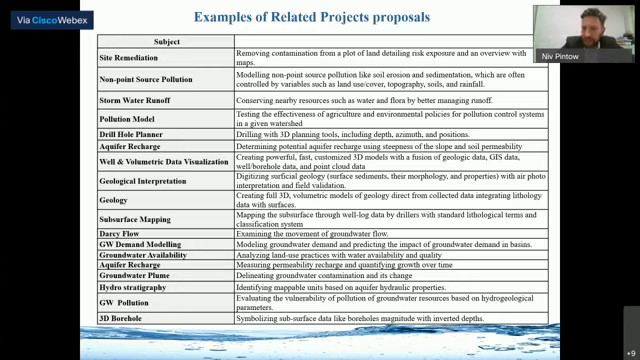 Via CiscoWebex
Examples of Related Projects proposals
Niv Pintow
Subject
Site Remediation
Removing contamination from a plot of land detailing risk exposure and an overview with
maps.
Non-point Source Pollution
Modelling non-point source pollution like soil erosion and sedimentation, which are often
controlled by variables such as land use/cover, topography, soils, and rainfall.
Storm Water Runoff
Conserving nearby resources such as water and flora by better managing runoff.
Pollution Model
Testing the effectiveness of agriculture and environmental policies for pollution control systems
in a given watershed
Drill Hole Planner
Drilling with 3D planning tools, including depth, azimuth, and positions.
Aquifer Recharge
Determining potential aquifer recharge using steepness of the slope and soil permeability
Well & Volumetric Data Visualization
Creating powerful, fast, customized 3D models with a fusion of geologic data, GIS data,
well/borehole data, and point cloud data
Geological Interpretation
Digitizing surficial geology (surface sediments, their morphology, and properties) with air photo
interpretation and field validation.
Geology
Creating full 3D, volumetric models of geology direct from collected data integrating lithology
data with surfaces.
Subsurface Mapping
Mapping the subsurface through well-log data by drillers with standard lithological terms and
classification system
Darcy Flow
Examining the movement of groundwater flow.
GW Demand Modelling
Modeling groundwater demand and predicting the impact of groundwater demand in basins.
Groundwater Availability
Analyzing land-use practices with water availability and quality
Aquifer Recharge
Measuring permeability recharge and quantifying growth over time
Groundwater Plume
Delineating groundwater contamination and its change
Hydro stratigraphy
Identifying mappable units based on aquifer hydraulic properties.
GW Pollution
Evaluating the vulnerability of pollution of groundwater resources based on hydrogeological
parameters.
3D Borehole
Symbolizing sub-surface data like boreholes magnitude with inverted depths.
+9